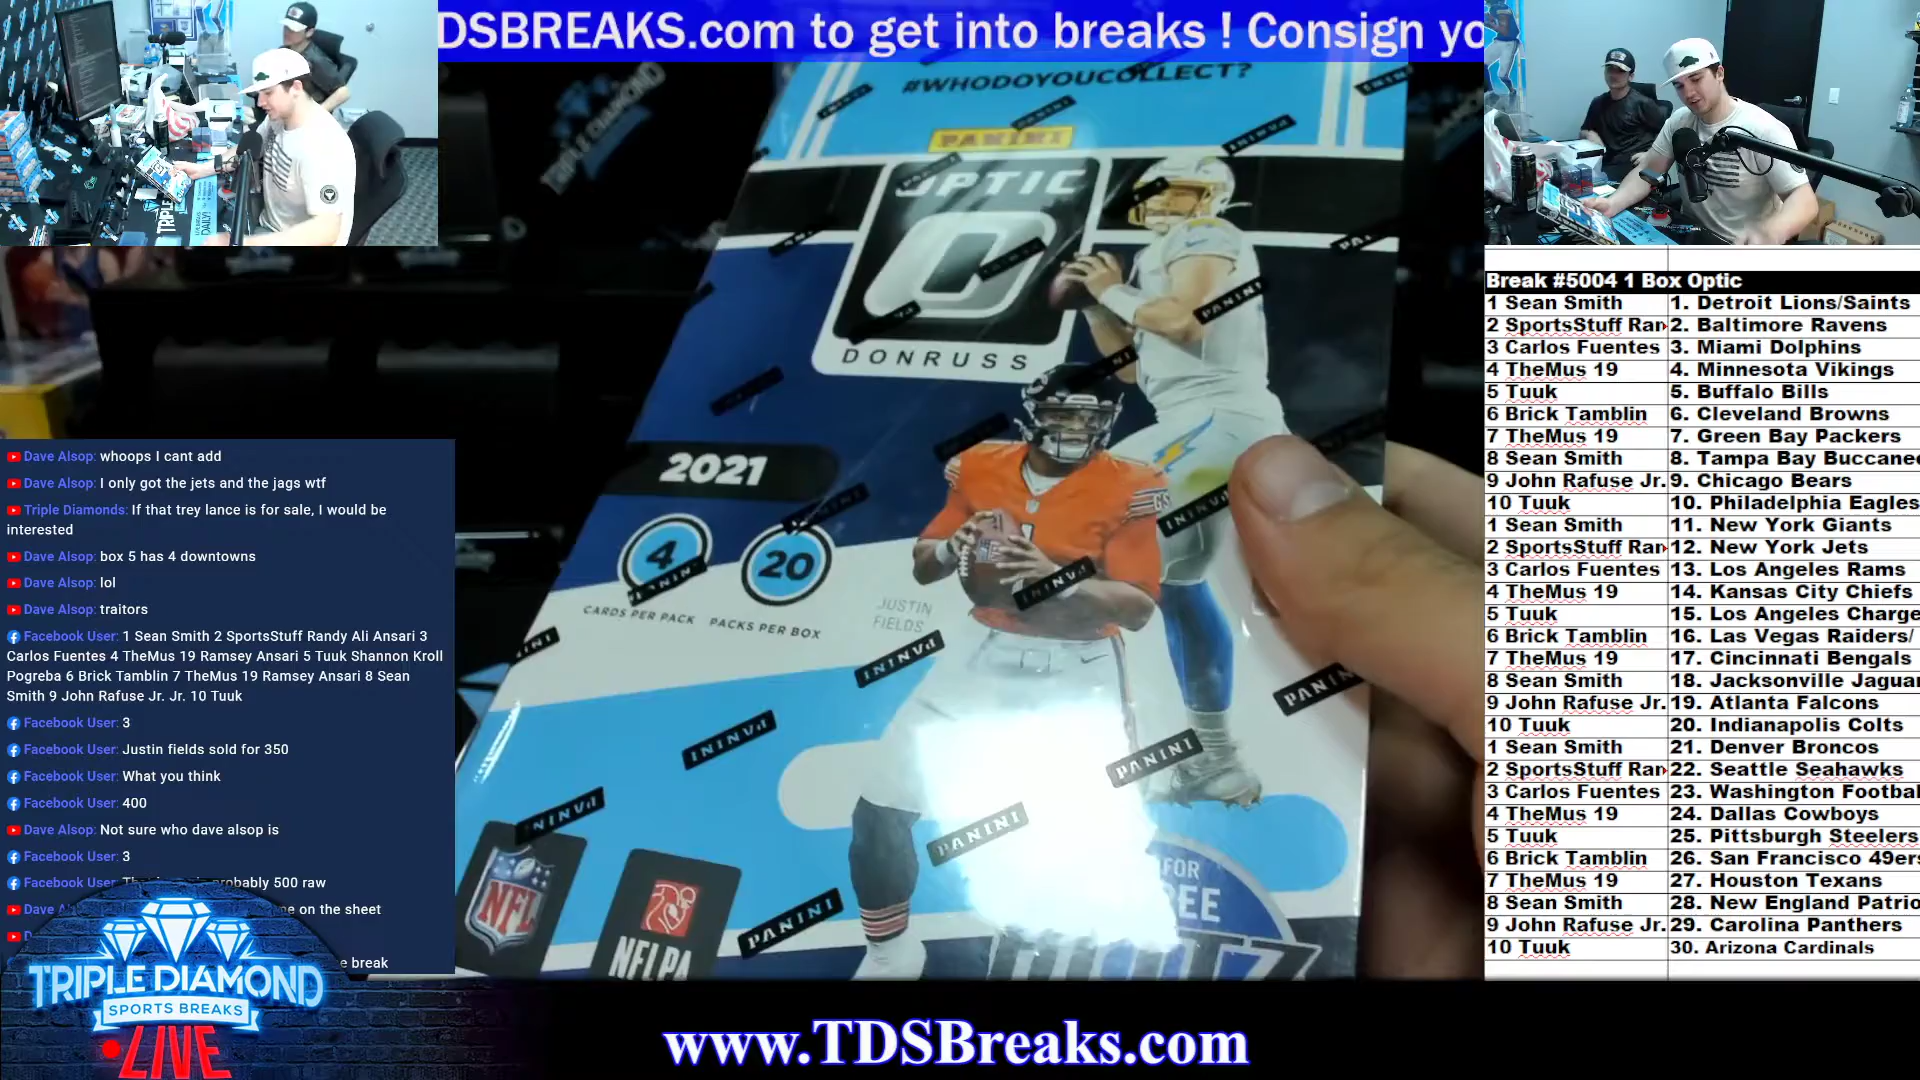 DSBREAKS.com to get into breaks ! Consign yo
#WHODOYOUCOLLECT?
PANINI
OPTIC
DONRUSS
2021
4
CARDS PER PACK
20
PACKS PER BOX
JUSTIN
FIELDS
PANINI
PANINI
PANINI
PANINI
PANINI
PANINI
NFL
NFLPA
FOR
Dave Alsop: whoops I cant add
Dave Alsop: I only got the jets and the jags wtf
Triple Diamonds: If that trey lance is for sale, I would be
interested
Dave Alsop: box 5 has 4 downtowns
Dave Alsop: lol
Dave Alsop: traitors
Facebook User: 1 Sean Smith 2 SportsStuff Randy Ali Ansari 3
Carlos Fuentes 4 TheMus 19 Ramsey Ansari 5 Tuuk Shannon Kroll
Pogreba 6 Brick Tamblin 7 TheMus 19 Ramsey Ansari 8 Sean
Smith 9 John Rafuse Jr. Jr. 10 Tuuk
Facebook User: 3
Facebook User: Justin fields sold for 350
Facebook User: What you think
Facebook User: 400
Dave Alsop: Not sure who dave alsop is
Facebook User: 3
Facebook User probably 500 raw
Dave on the sheet
e break
TRIPLE DIAMOND
SPORTS BREAKS
LIVE
www.TDSBreaks.com
Break #5004 1 Box Optic
1 Sean Smith 1. Detroit Lions/Saints
2 SportsStuff Ran 2. Baltimore Ravens
3 Carlos Fuentes 3. Miami Dolphins
4 TheMus 19 4. Minnesota Vikings
5 Tuuk 5. Buffalo Bills
6 Brick Tamblin 6. Cleveland Browns
7 TheMus 19 7. Green Bay Packers
8 Sean Smith 8. Tampa Bay Buccanee
9 John Rafuse Jr. 9. Chicago Bears
10 Tuuk 10. Philadelphia Eagles
1 Sean Smith 11. New York Giants
2 SportsStuff Ran 12. New York Jets
3 Carlos Fuentes 13. Los Angeles Rams
4 TheMus 19 14. Kansas City Chiefs
5 Tuuk 15. Los Angeles Charge
6 Brick Tamblin 16. Las Vegas Raiders/
7 TheMus 19 17. Cincinnati Bengals
8 Sean Smith 18. Jacksonville Jaguar
9 John Rafuse Jr. 19. Atlanta Falcons
10 Tuuk 20. Indianapolis Colts
1 Sean Smith 21. Denver Broncos
2 SportsStuff Ran 22. Seattle Seahawks
3 Carlos Fuentes 23. Washington Footbal
4 TheMus 19 24. Dallas Cowboys
5 Tuuk 25. Pittsburgh Steelers
6 Brick Tamblin 26. San Francisco 49ers
7 TheMus 19 27. Houston Texans
8 Sean Smith 28. New England Patrio
9 John Rafuse Jr. 29. Carolina Panthers
10 Tuuk 30. Arizona Cardinals